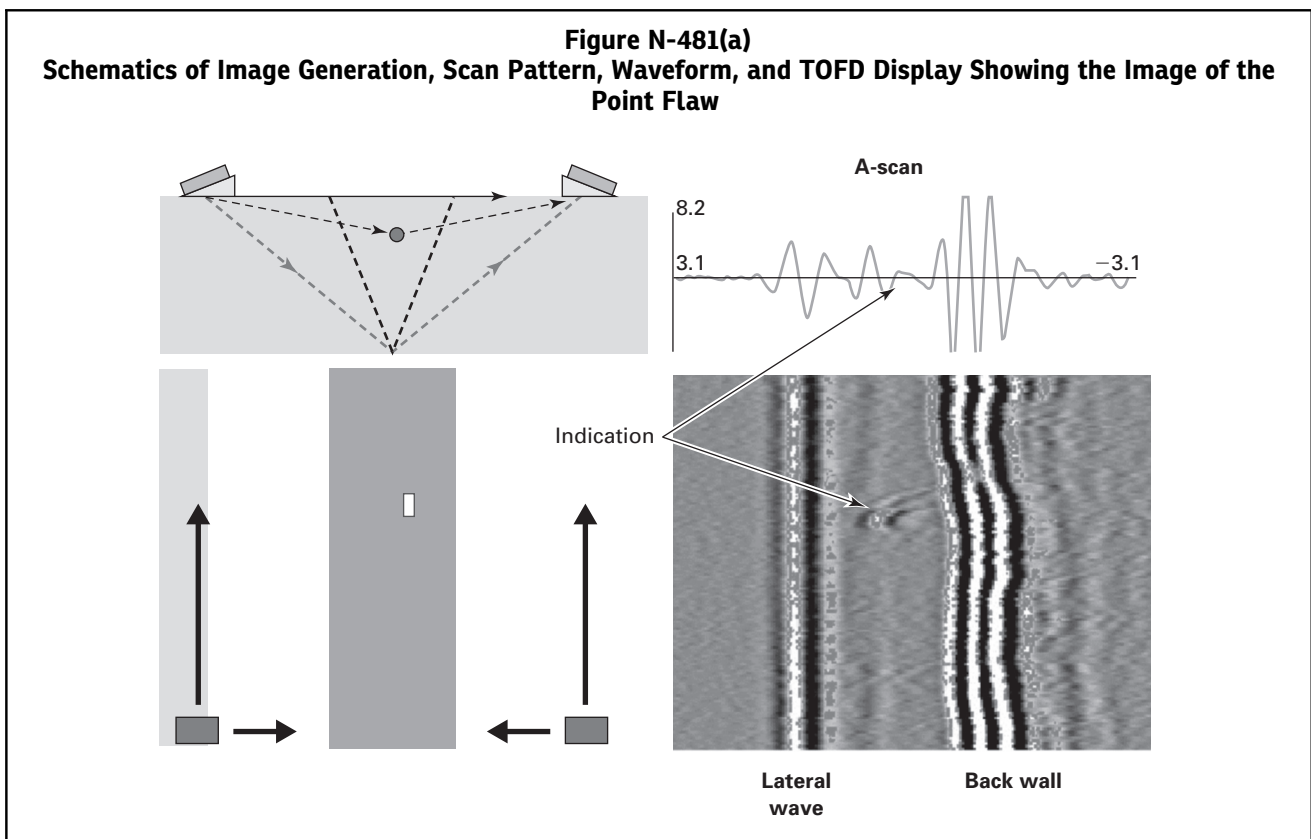 Figure N-481(a)
Schematics of Image Generation, Scan Pattern, Waveform, and TOFD Display Showing the Image of the
Point Flaw
A-scan
8.2
3.1
−3.1
Indication
Lateral
wave
Back wall